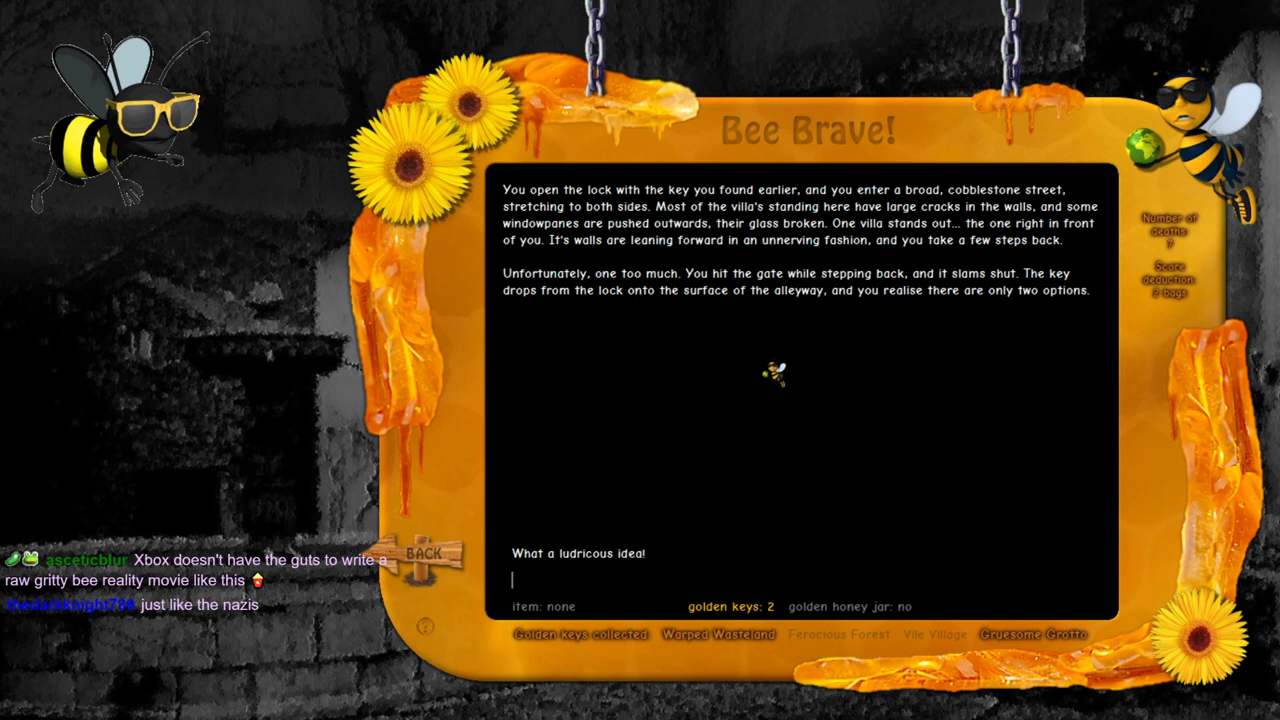 Bee Brave!
You open the lock with the key you found earlier, and you enter a broad, cobblestone street,
stretching to both sides. Most of the villa's standing here have large cracks in the walls, and some
windowpanes are pushed outwards, their glass broken. One villa stands out... the one right in front
of you. It's walls are leaning forward in an unnerving fashion, and you take a few steps back.
Unfortunately, one too much. You hit the gate while stepping back, and it slams shut. The key
drops from the lock onto the surface of the alleyway, and you realise there are only two options.
Number of
deaths:
7
Score
deduction:
2 bags
What a ludricous idea!
item: none golden keys: 2 golden honey jar: no
Golden keys collected Warped Wasteland Ferocious Forest Vile Village Gruesome Grotto
BACK
?
asceticblur Xbox doesn't have the guts to write a
raw gritty bee reality movie like this
thedarkknight786 just like the nazis